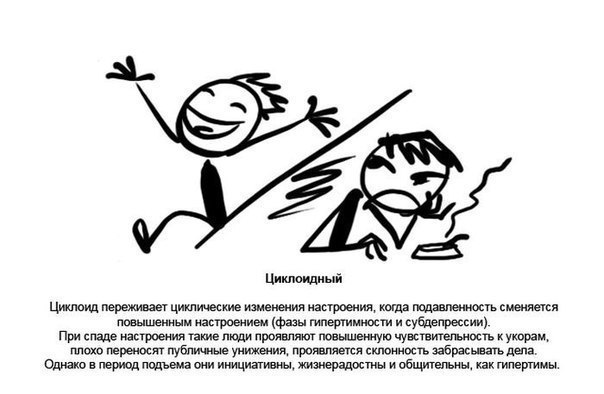 Циклоидный
Циклоид переживает циклические изменения настроения, когда подавленность сменяется
повышенным настроением (фазы гипертимности и субдепрессии).
При спаде настроения такие люди проявляют повышенную чувствительность к укорам,
плохо переносят публичные унижения, проявляется склонность забрасывать дела.
Однако в период подъема они инициативны, жизнерадостны и общительны, как гипертимы.